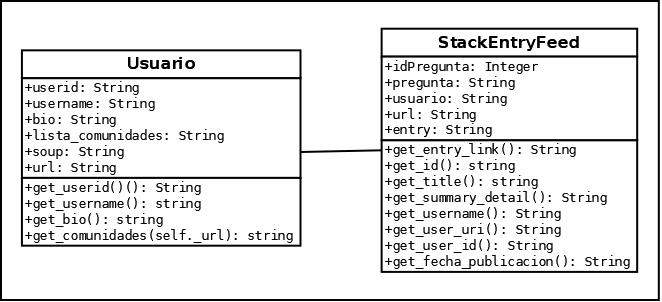 Usuario
+userid: String
+username: String
+bio: String
+lista_comunidades: String
+soup: String
+url: String
+get_userid()(): String
+get_username(): string
+get_bio(): string
+get_comunidades(self._url): string
StackEntryFeed
+idPregunta: Integer
+pregunta: String
+usuario: String
+url: String
+entry: String
+get_entry_link(): String
+get_id(): string
+get_title(): string
+get_summary_detail(): String
+get_username(): String
+get_user_uri(): String
+get_user_id(): String
+get_fecha_publicacion(): String